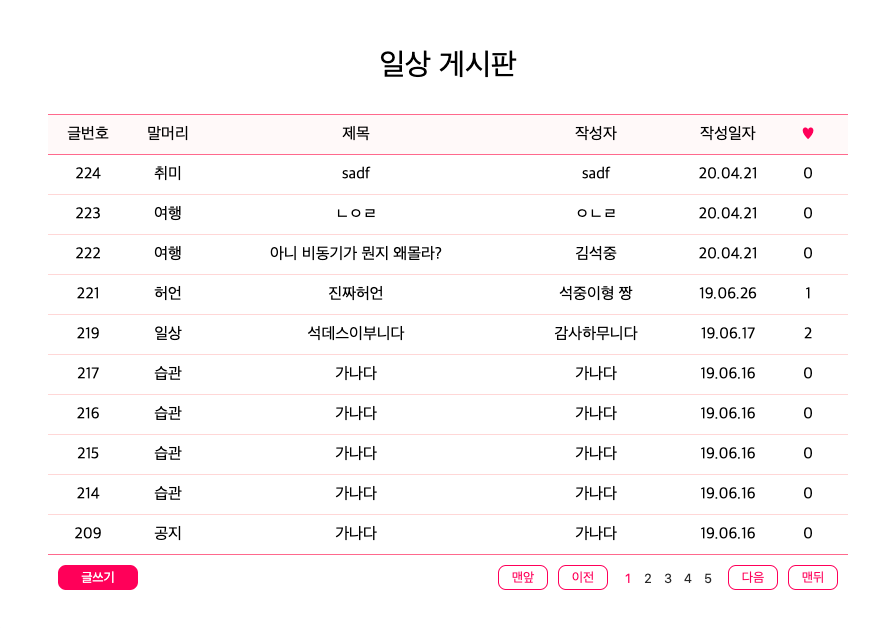 일상 게시판
글번호 말머리 제목 작성자 작성일자 ♥
224 취미 sadf sadf 20.04.21 0
223 여행 ㄴㅇㄹ ㅇㄴㄹ 20.04.21 0
222 여행 아니 비동기가 뭔지 왜몰라? 김석중 20.04.21 0
221 허언 진짜허언 석중이형 짱 19.06.26 1
219 일상 석데스이부니다 감사하무니다 19.06.17 2
217 습관 가나다 가나다 19.06.16 0
216 습관 가나다 가나다 19.06.16 0
215 습관 가나다 가나다 19.06.16 0
214 습관 가나다 가나다 19.06.16 0
209 공지 가나다 가나다 19.06.16 0
글쓰기 맨앞 이전 1 2 3 4 5 다음 맨뒤